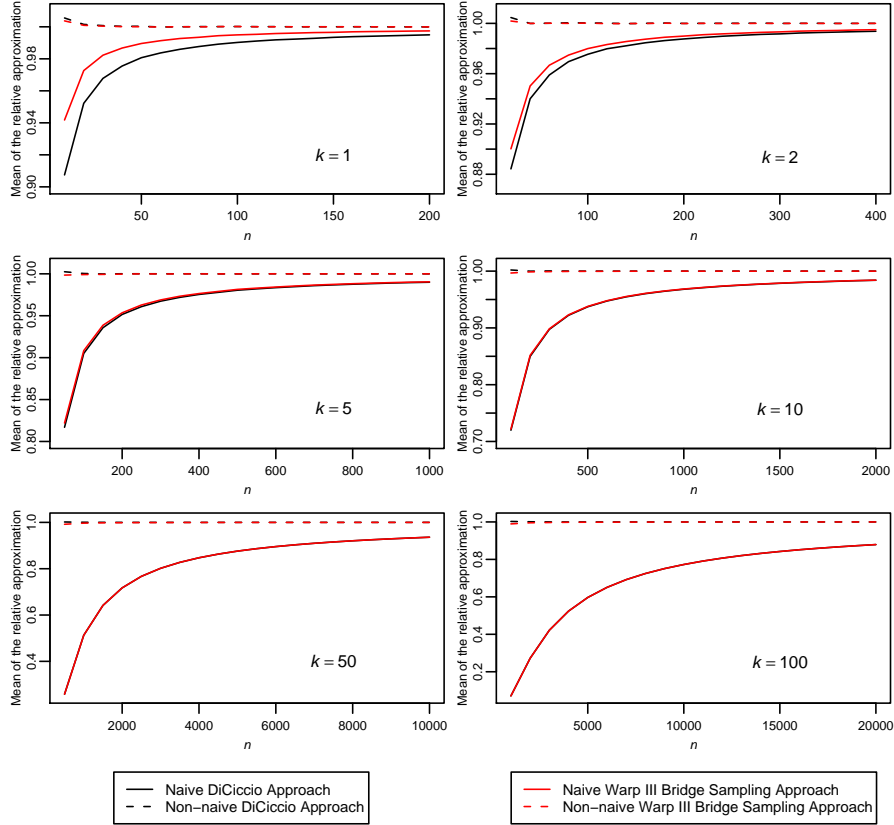 Mean of the relative approximation
0.90
0.94
0.98
50
100
150
200
n
k = 1
Mean of the relative approximation
0.88
0.92
0.96
1.00
100
200
300
400
n
k = 2
Mean of the relative approximation
0.80
0.85
0.90
0.95
1.00
200
400
600
800
1000
n
k = 5
Mean of the relative approximation
0.70
0.80
0.90
1.00
500
1000
1500
2000
n
k = 10
Mean of the relative approximation
0.4
0.6
0.8
1.0
2000
4000
6000
8000
10000
n
k = 50
Mean of the relative approximation
0.2
0.4
0.6
0.8
1.0
5000
10000
15000
20000
n
k = 100
Naive DiCiccio Approach
Non−naive DiCiccio Approach
Naive Warp III Bridge Sampling Approach
Non−naive Warp III Bridge Sampling Approach